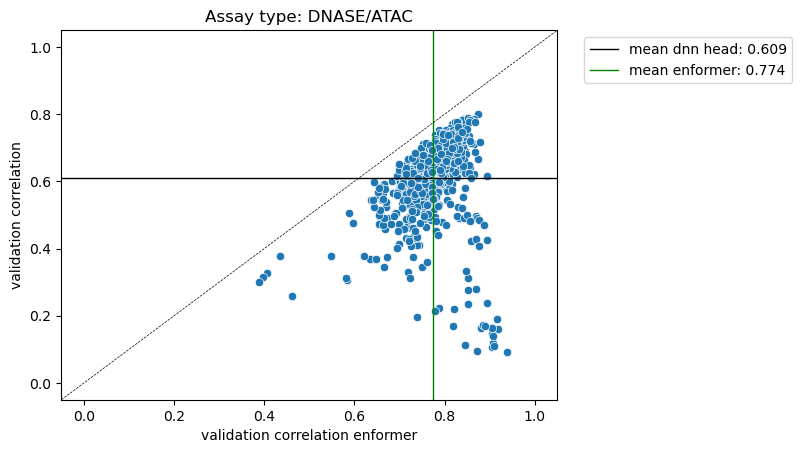 Assay type: DNASE/ATAC
mean dnn head: 0.609
mean enformer: 0.774
validation correlation
1.0
0.8
0.6
0.4
0.2
0.0
0.0 0.2 0.4 0.6 0.8 1.0
validation correlation enformer